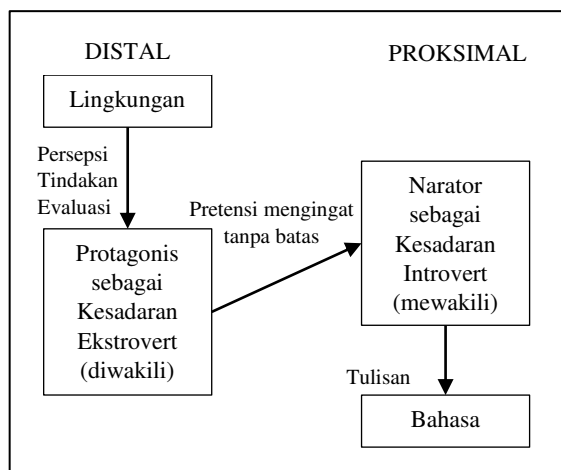 DISTAL
PROKSIMAL
Lingkungan
Persepsi
Tindakan
Evaluasi
Protagonis
sebagai
Kesadaran
Ekstrovert
(diwakili)
Pretensi mengingat
tanpa batas
Narator
sebagai
Kesadaran
Introvert
(mewakili)
Tulisan
Bahasa